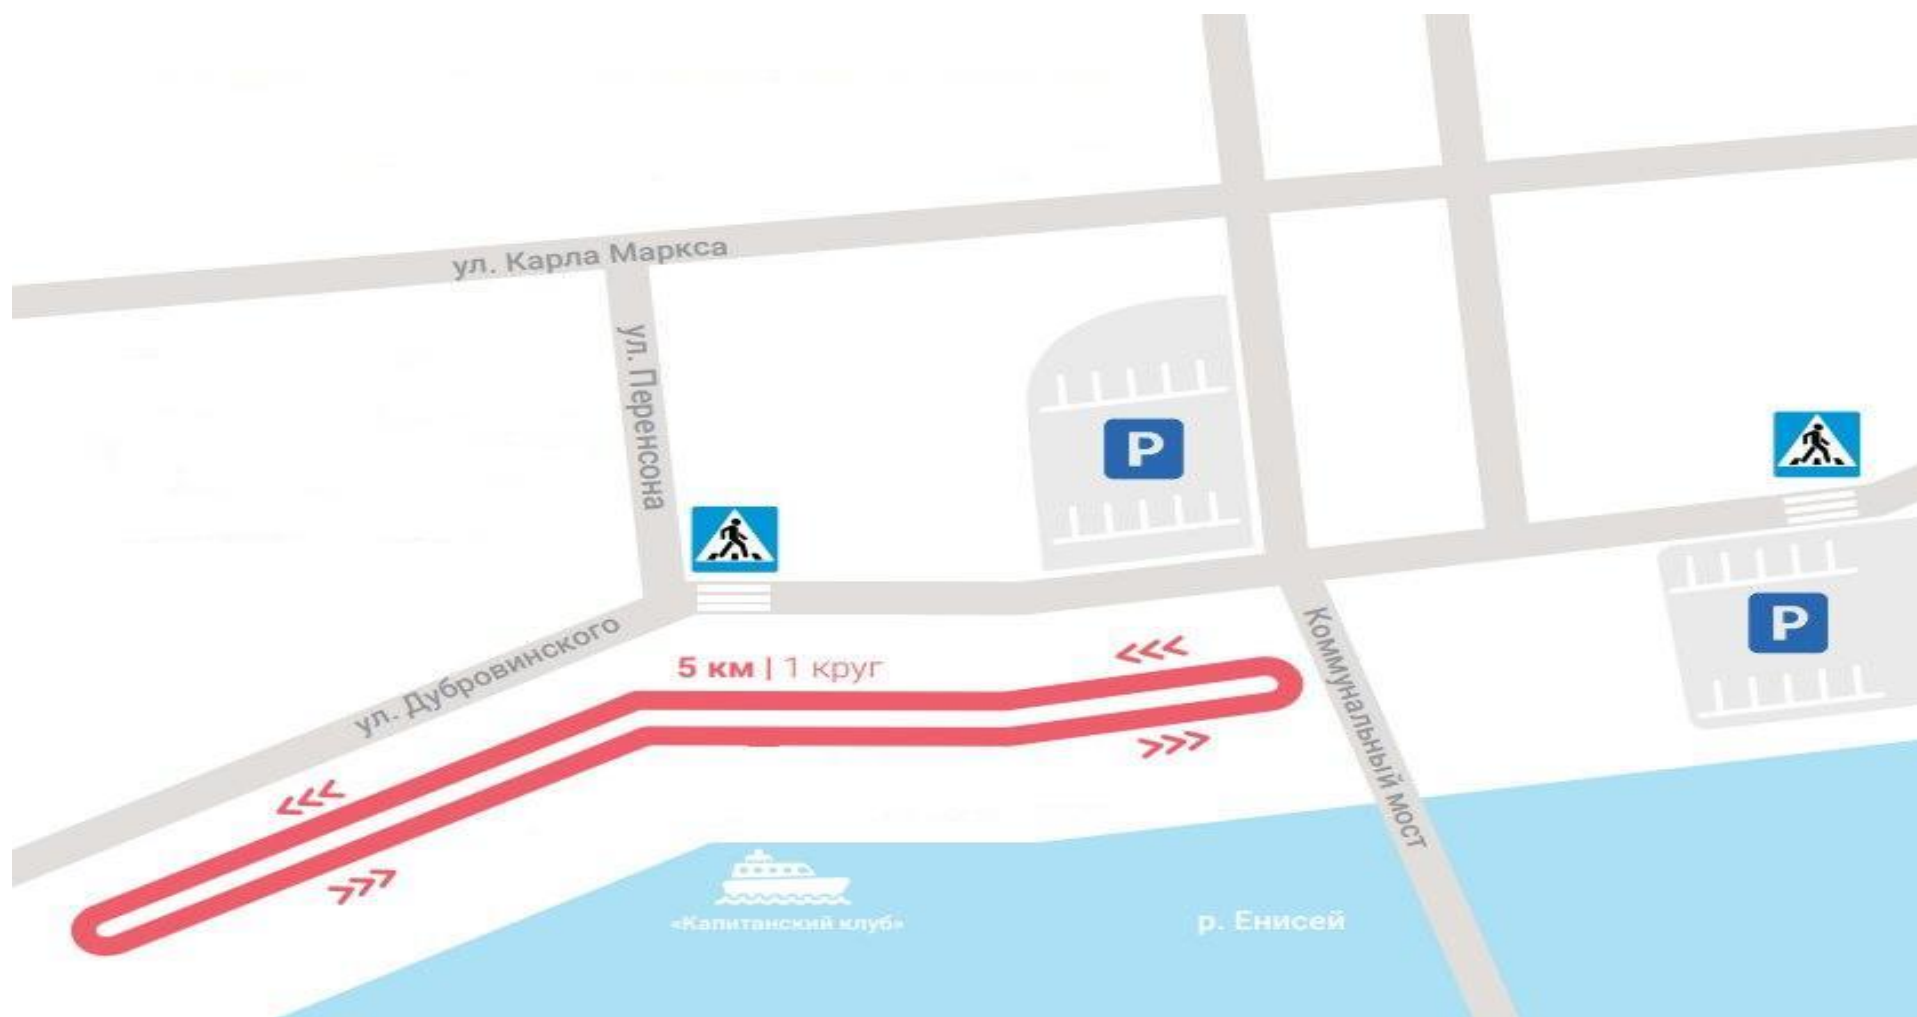 ул. Карла Маркса
ул. Перенсона
P
ул. Дубровинского
5 км | 1 круг
<<<
Коммунальный мост
P
>>>
<<<
>>>
«Капитанский клуб»
р. Енисей